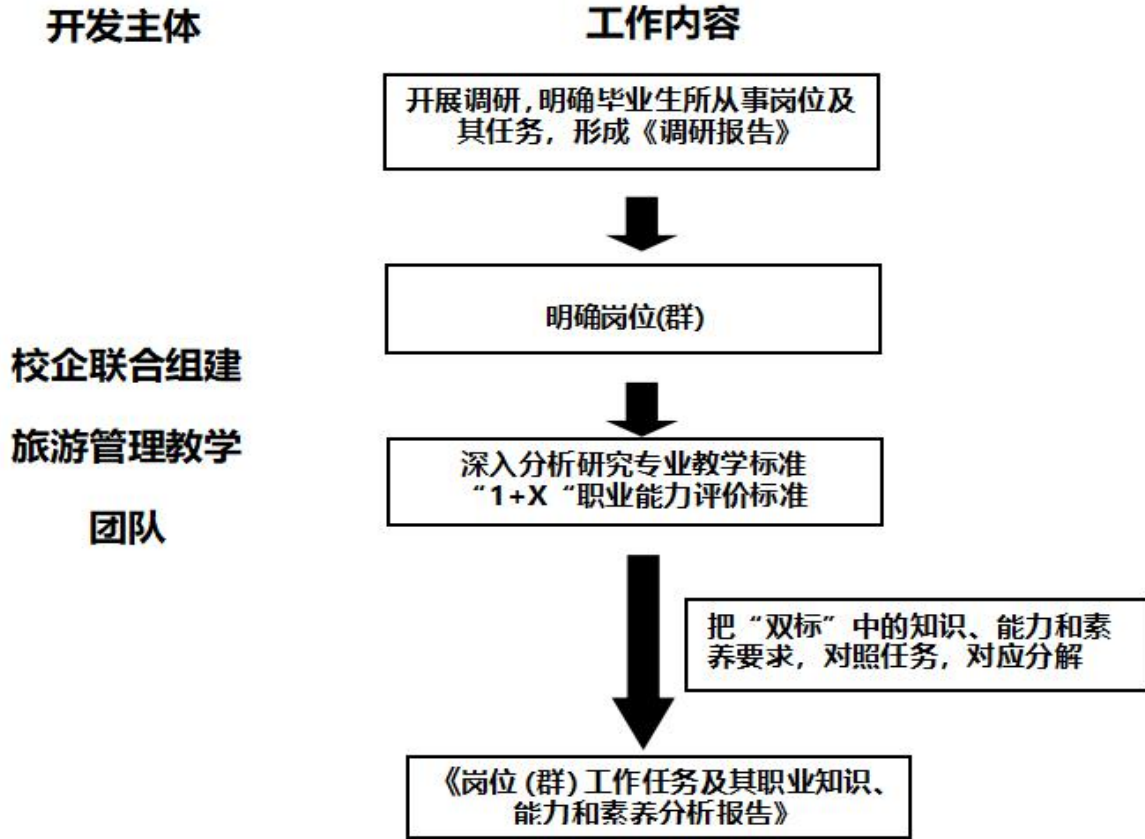 开发主体
工作内容
开展调研,明确毕业生所从事岗位及
其任务，形成《调研报告》
明确岗位(群)
校企联合组建
旅游管理教学
团队
深入分析研究专业教学标准
“1+X“职业能力评价标准
把“双标”中的知识、能力和素
养要求，对照任务，对应分解
《岗位(群)工作任务及其职业知识、
能力和素养分析报告》